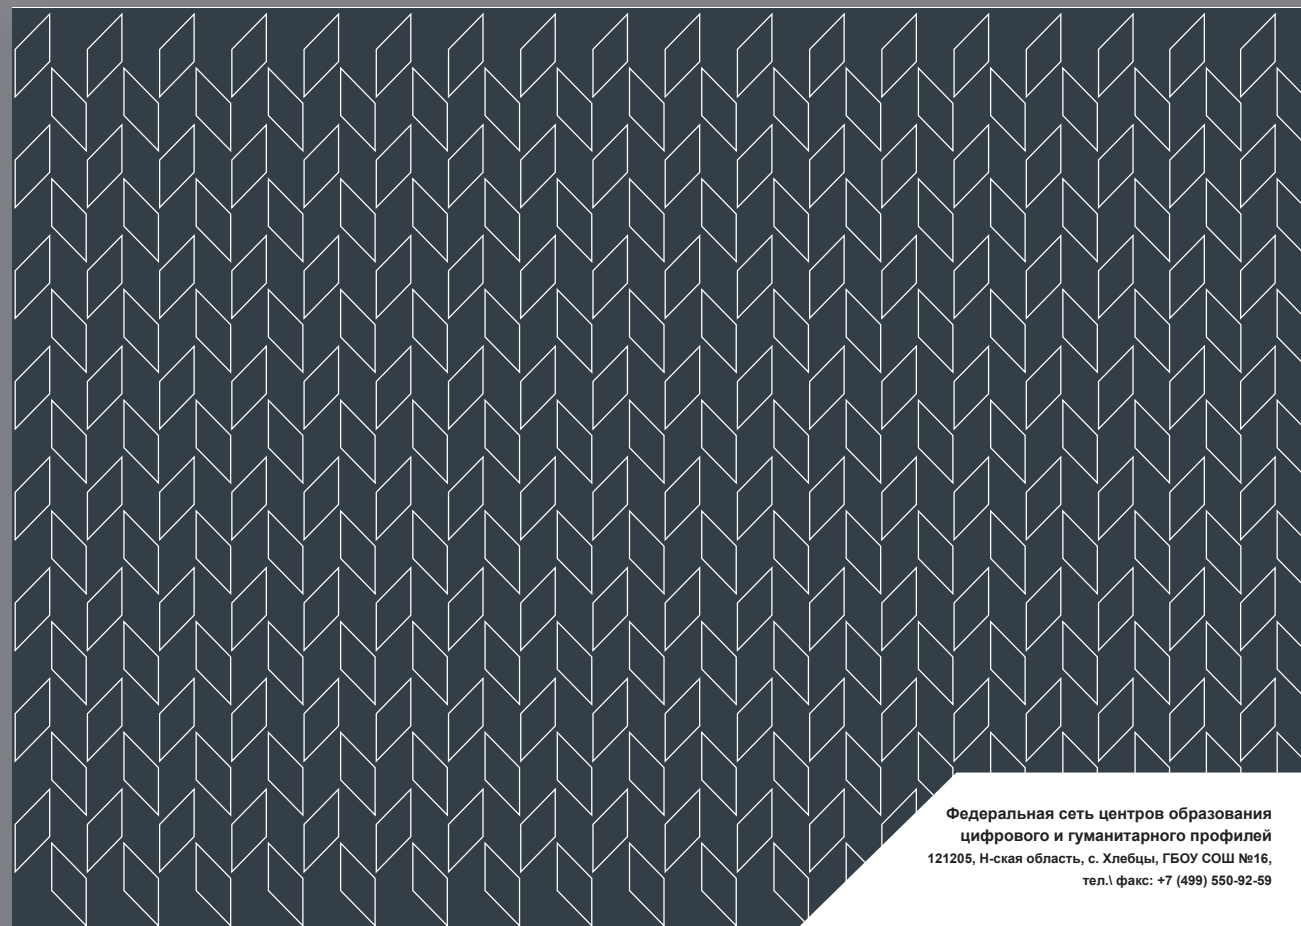 Федеральная сеть центров образования
цифрового и гуманитарного профилей
121205, Н-ская область, с. Хлебцы, ГБОУ СОШ №16,
тел.\ факс: +7 (499) 550-92-59